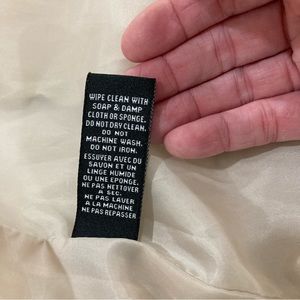 WIPE CLEAN WITH
SOAP & DAMP
CLOTH OR SPONGE.
DO NOT DRY CLEAN.
DO NOT
MACHINE WASH.
DO NOT IRON.
ESSUYER AVEC DU
SAVON ET UN
LINGE HUMIDE
OU UNE ÉPONGE.
NE PAS NETTOYER
A SEC.
NE PAS LAVER
A LA MACHINE
NE PAS REPASSER